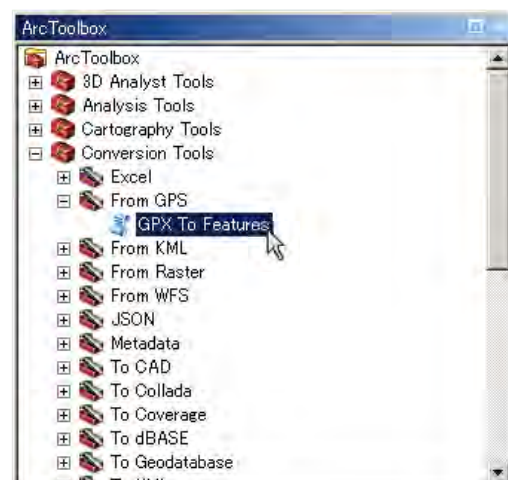 ArcToolbox
ArcToolbox
3D Analyst Tools
Analysis Tools
Cartography Tools
Conversion Tools
Excel
From GPS
GPX To Features
From KML
From Raster
From WFS
JSON
Metadata
To CAD
To Collada
To Coverage
To dBASE
To Geodatabase